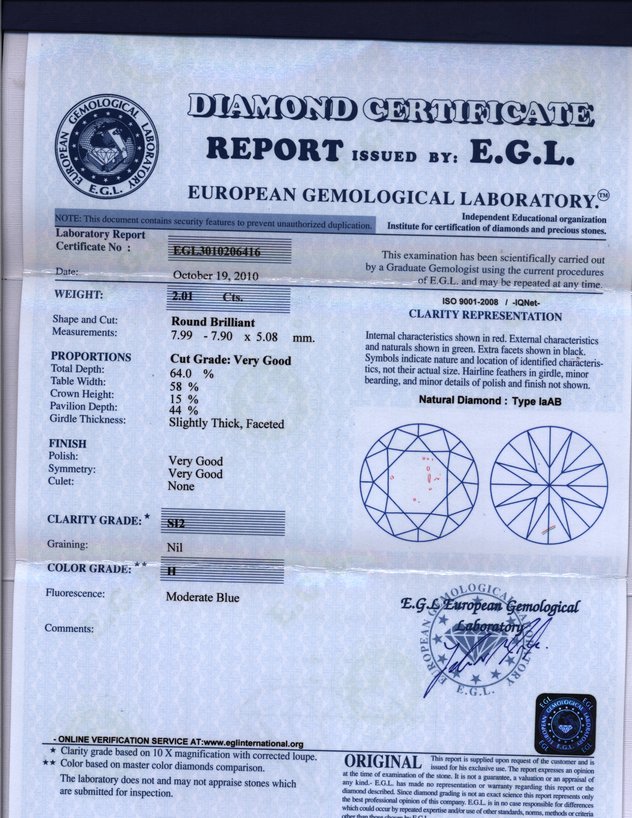 EUROPEAN GEMOLOGICAL LABORATORY
E.G.L.
DIAMOND CERTIFICATE
REPORT ISSUED BY: E.G.L.
EUROPEAN GEMOLOGICAL LABORATORY.™
NOTE: This document contains security features to prevent unauthorized duplication.
Independent Educational organization
Institute for certification of diamonds and precious stones.
Laboratory Report
Certificate No : EGL3010206416
Date: October 19, 2010
This examination has been scientifically carried out
by a Graduate Gemologist using the current procedures
of E.G.L. and may be repeated at any time.
WEIGHT: 2.01 Cts.
Shape and Cut: Round Brilliant
Measurements: 7.99 - 7.90 x 5.08 mm.
PROPORTIONS Cut Grade: Very Good
Total Depth: 64.0 %
Table Width: 58 %
Crown Height: 15 %
Pavilion Depth: 44 %
Girdle Thickness: Slightly Thick, Faceted
FINISH
Polish: Very Good
Symmetry: Very Good
Culet: None
CLARITY GRADE: * SI2
Graining: Nil
COLOR GRADE: ** H
Fluorescence: Moderate Blue
Comments:
ISO 9001-2008 / -IQNet-
CLARITY REPRESENTATION
Internal characteristics shown in red. External characteristics
and naturals shown in green. Extra facets shown in black.
Symbols indicate nature and location of identified characteris-
tics, not their actual size. Hairline feathers in girdle, minor
bearding, and minor details of polish and finish not shown.
Natural Diamond : Type IaAB
E.G.L European Gemological
Laboratory
EUROPEAN GEMOLOGICAL LABORATORY
E.G.L.
EGL EGL
EUROPEAN GEMOLOGICAL LABORATORY
E.G.L.
EGL EGL
- ONLINE VERIFICATION SERVICE AT:www.eglinternational.org
* Clarity grade based on 10 X magnification with corrected loupe.
** Color based on master color diamonds comparison.
The laboratory does not and may not appraise stones which
are submitted for inspection.
ORIGINAL This report is supplied upon request of the customer and is
issued for his exclusive use. The report expresses an opinion
at the time of examination of the stone. It is not a guarantee, a valuation or an appraisal of
any kind.- E.G.L. has made no representation or warranty regarding this report or the
diamond described. Since diamond grading is not an exact science this report represents only
the best professional opinion of this company. E.G.L. is in no case responsible for differences
which could occur by repeated expertise and/or use of other standards, norms, methods or criteria
other than those chosen by E.G.L.